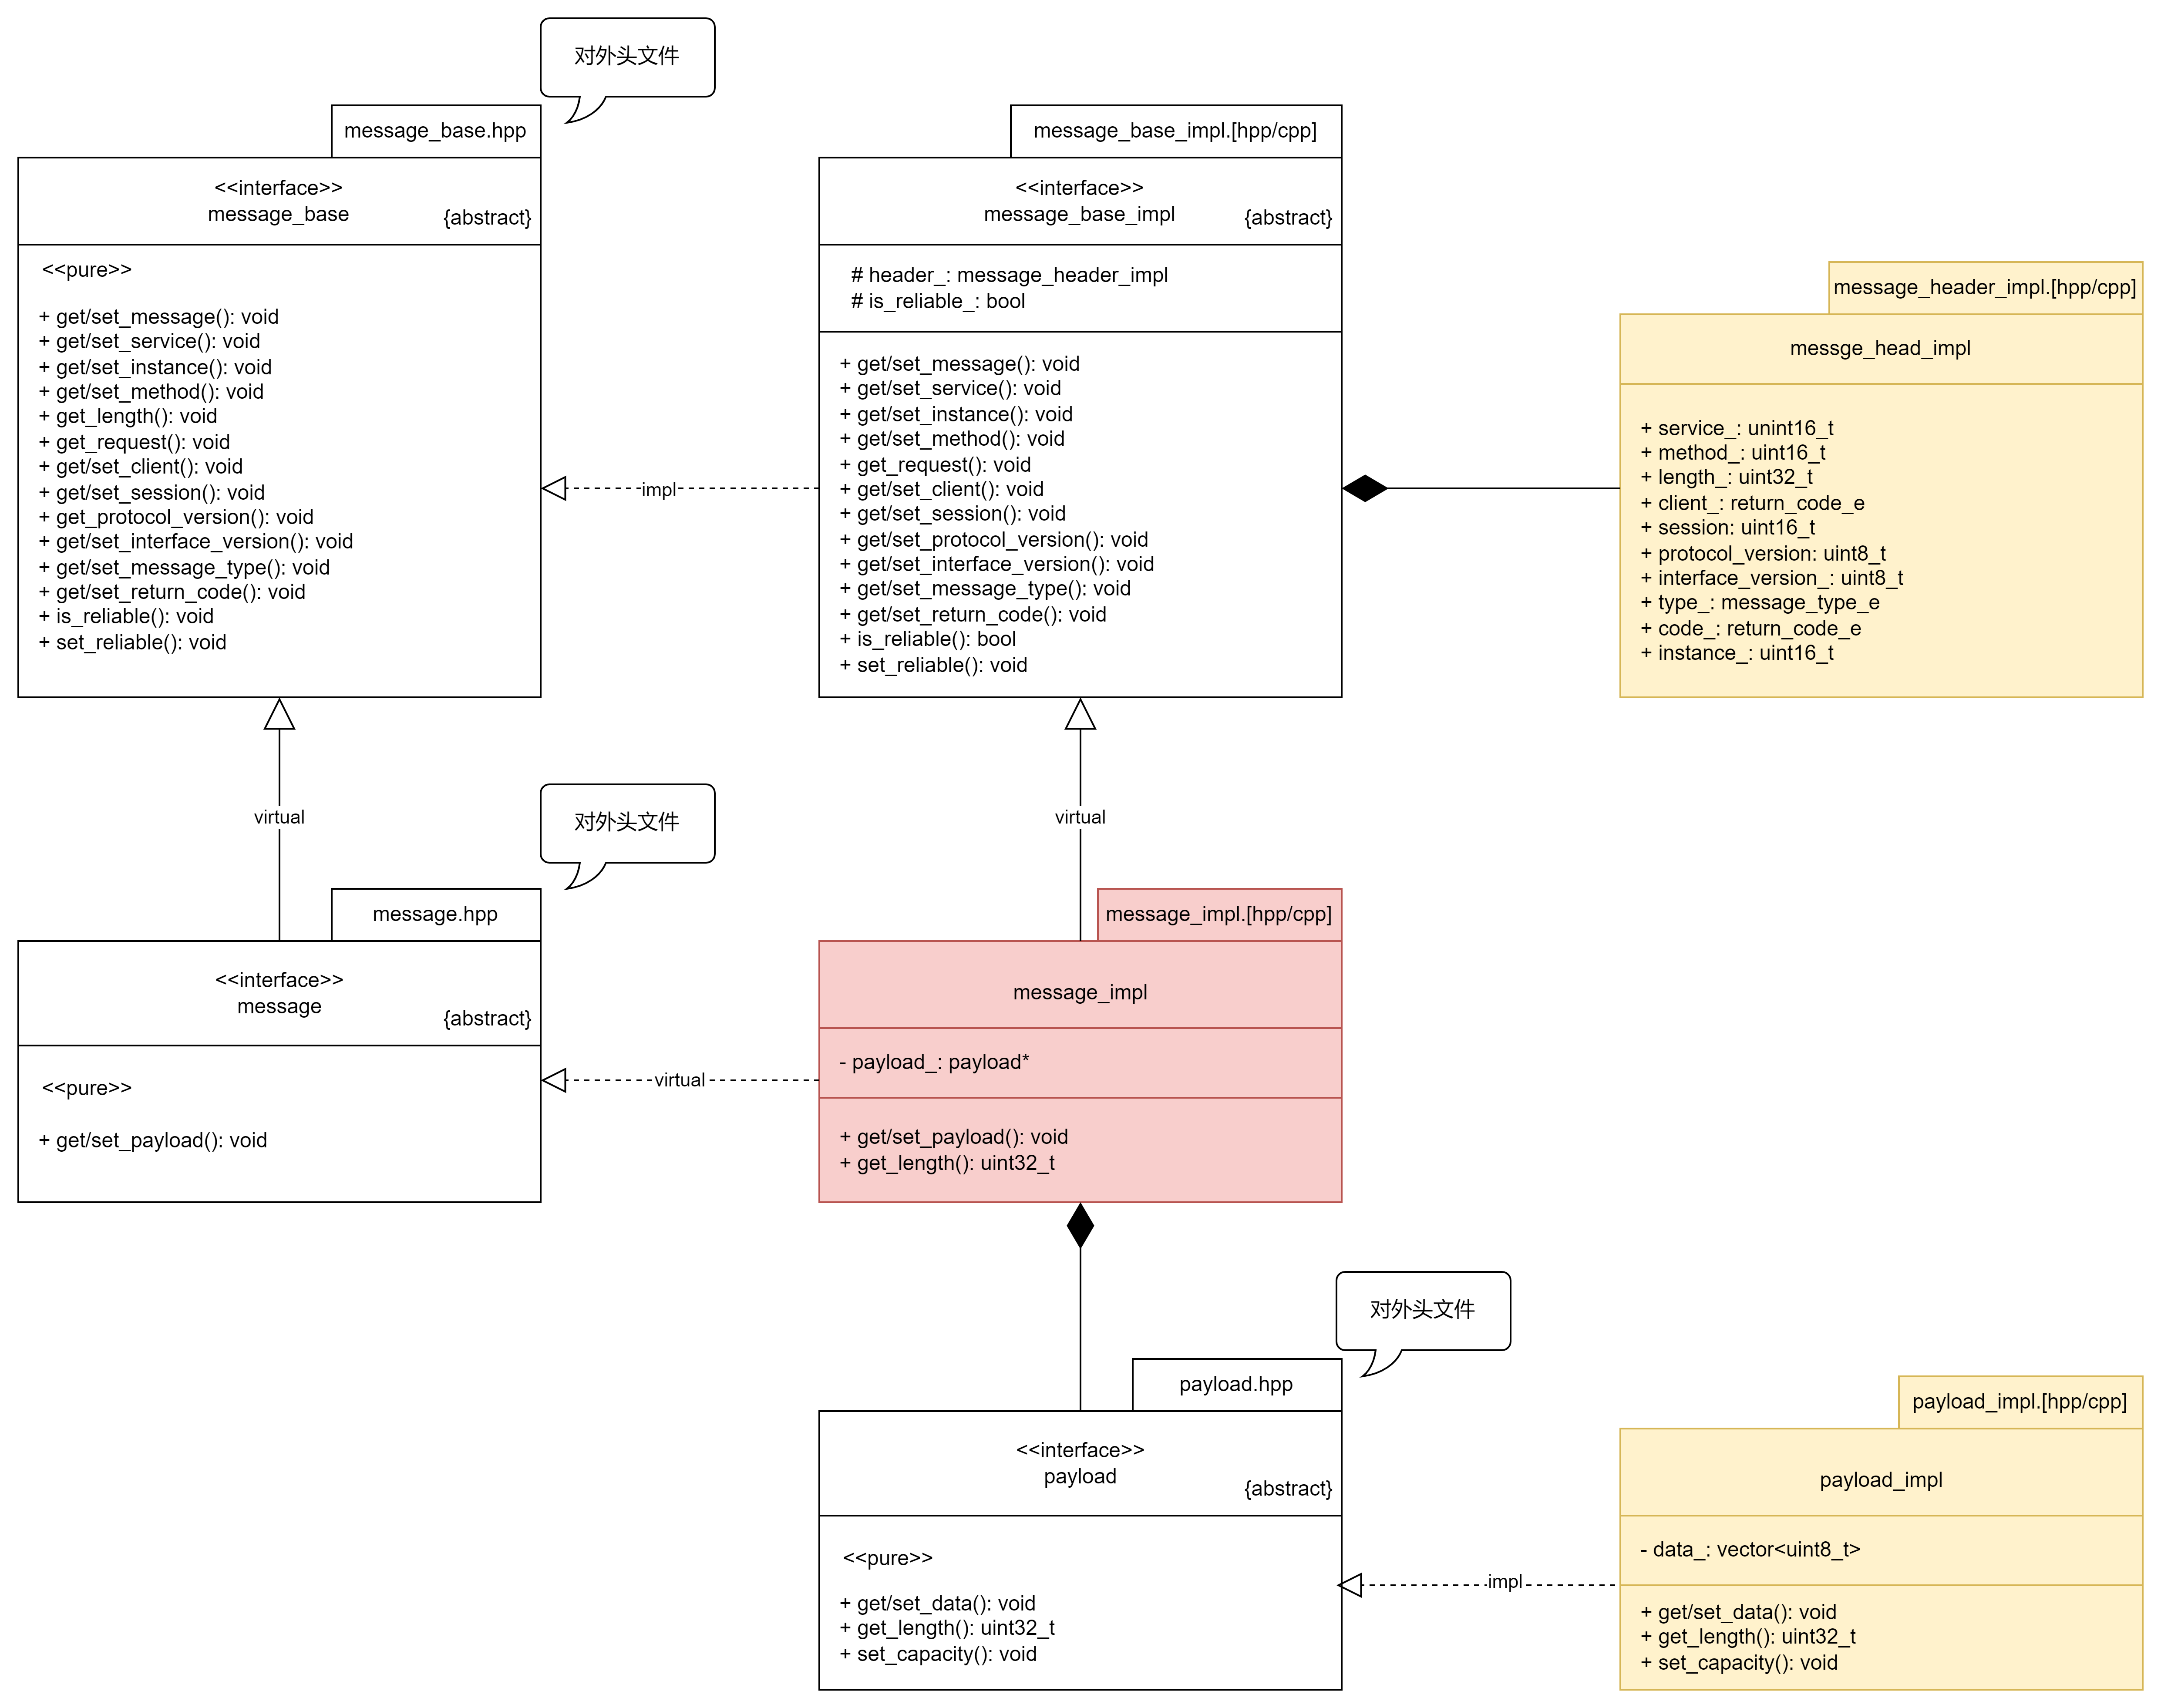 对外头文件
message_base.hpp
<<interface>>
message_base
{abstract}
<<pure>>
+ get/set_message(): void
+ get/set_service(): void
+ get/set_instance(): void
+ get/set_method(): void
+ get_length(): void
+ get_request(): void
+ get/set_client(): void
+ get/set_session(): void
+ get_protocol_version(): void
+ get/set_interface_version(): void
+ get/set_message_type(): void
+ get/set_return_code(): void
+ is_reliable(): void
+ set_reliable(): void
impl
message_base_impl.[hpp/cpp]
<<interface>>
message_base_impl
{abstract}
# header_: message_header_impl
# is_reliable_: bool
+ get/set_message(): void
+ get/set_service(): void
+ get/set_instance(): void
+ get/set_method(): void
+ get_request(): void
+ get/set_client(): void
+ get/set_session(): void
+ get/set_protocol_version(): void
+ get/set_interface_version(): void
+ get/set_message_type(): void
+ get/set_return_code(): void
+ is_reliable(): bool
+ set_reliable(): void
message_header_impl.[hpp/cpp]
messge_head_impl
+ service_: unint16_t
+ method_: uint16_t
+ length_: uint32_t
+ client_: return_code_e
+ session: uint16_t
+ protocol_version: uint8_t
+ interface_version_: uint8_t
+ type_: message_type_e
+ code_: return_code_e
+ instance_: uint16_t
virtual
virtual
对外头文件
message.hpp
<<interface>>
message
{abstract}
<<pure>>
+ get/set_payload(): void
virtual
message_impl.[hpp/cpp]
message_impl
- payload_: payload*
+ get/set_payload(): void
+ get_length(): uint32_t
对外头文件
payload.hpp
<<interface>>
payload
{abstract}
<<pure>>
+ get/set_data(): void
+ get_length(): uint32_t
+ set_capacity(): void
impl
payload_impl.[hpp/cpp]
payload_impl
- data_: vector<uint8_t>
+ get/set_data(): void
+ get_length(): uint32_t
+ set_capacity(): void